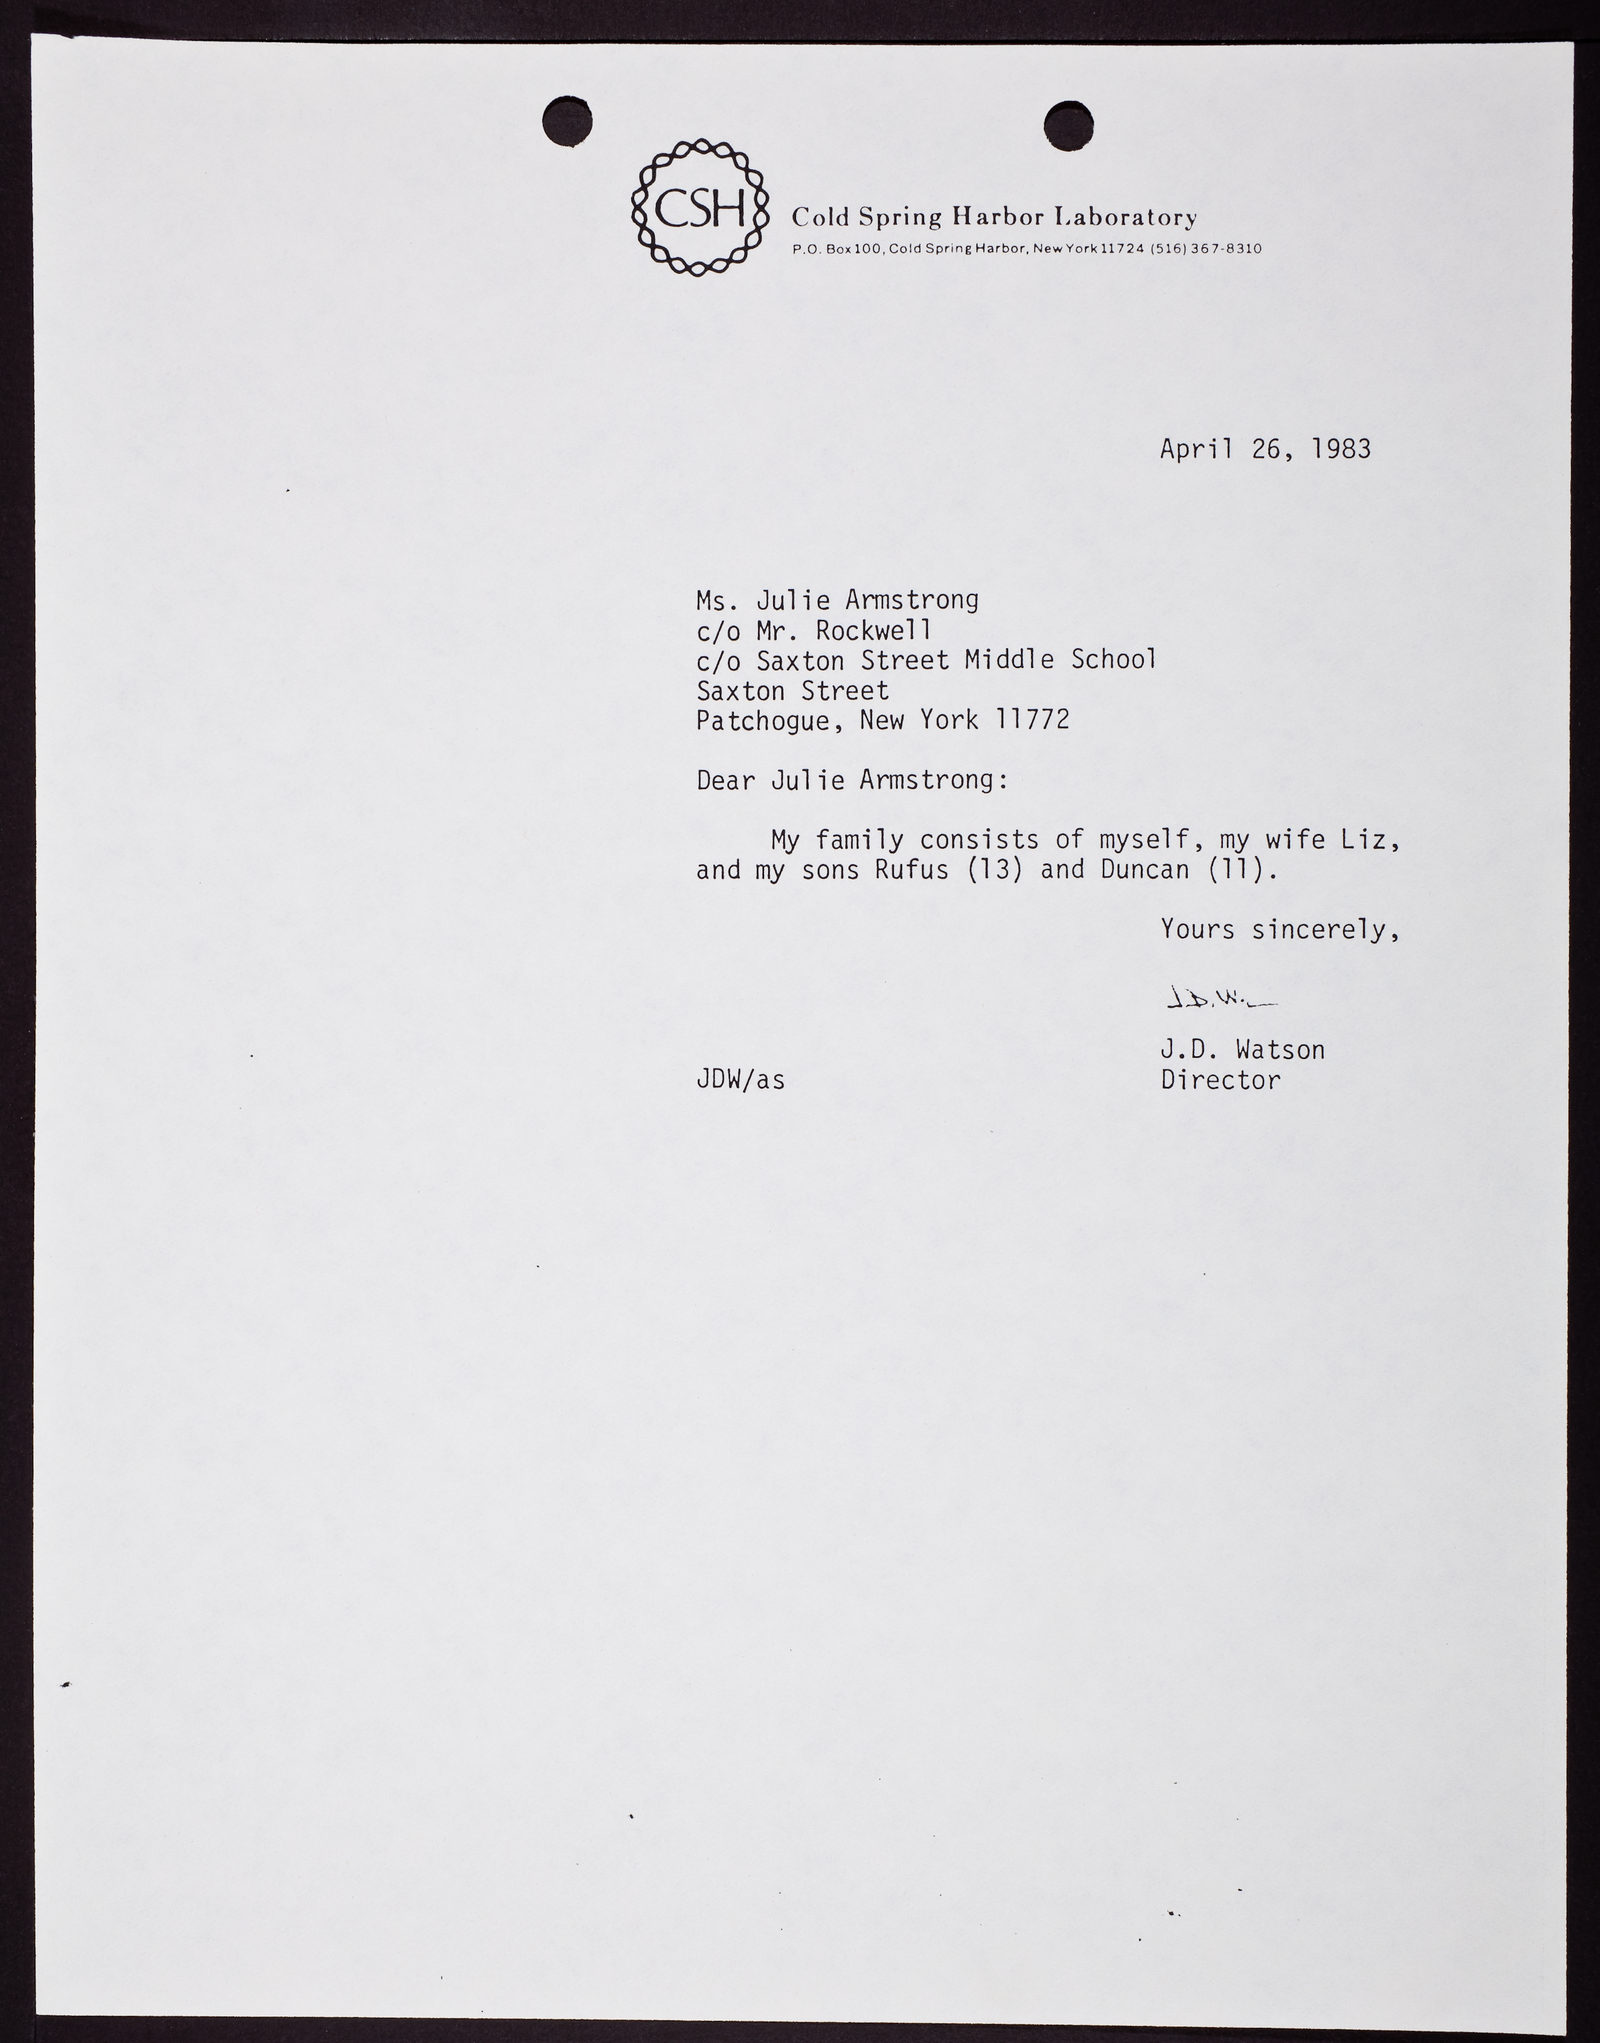 CSH
Cold Spring Harbor Laboratory
P.O. Box 100, Cold Spring Harbor, New York 11724 (516) 367-8310
April 26, 1983
Ms. Julie Armstrong
c/o Mr. Rockwell
c/o Saxton Street Middle School
Saxton Street
Patchogue, New York 11772
Dear Julie Armstrong:
My family consists of myself, my wife Liz,
and my sons Rufus (13) and Duncan (11).
Yours sincerely,
J.D.W.
J.D. Watson
JDW/as Director